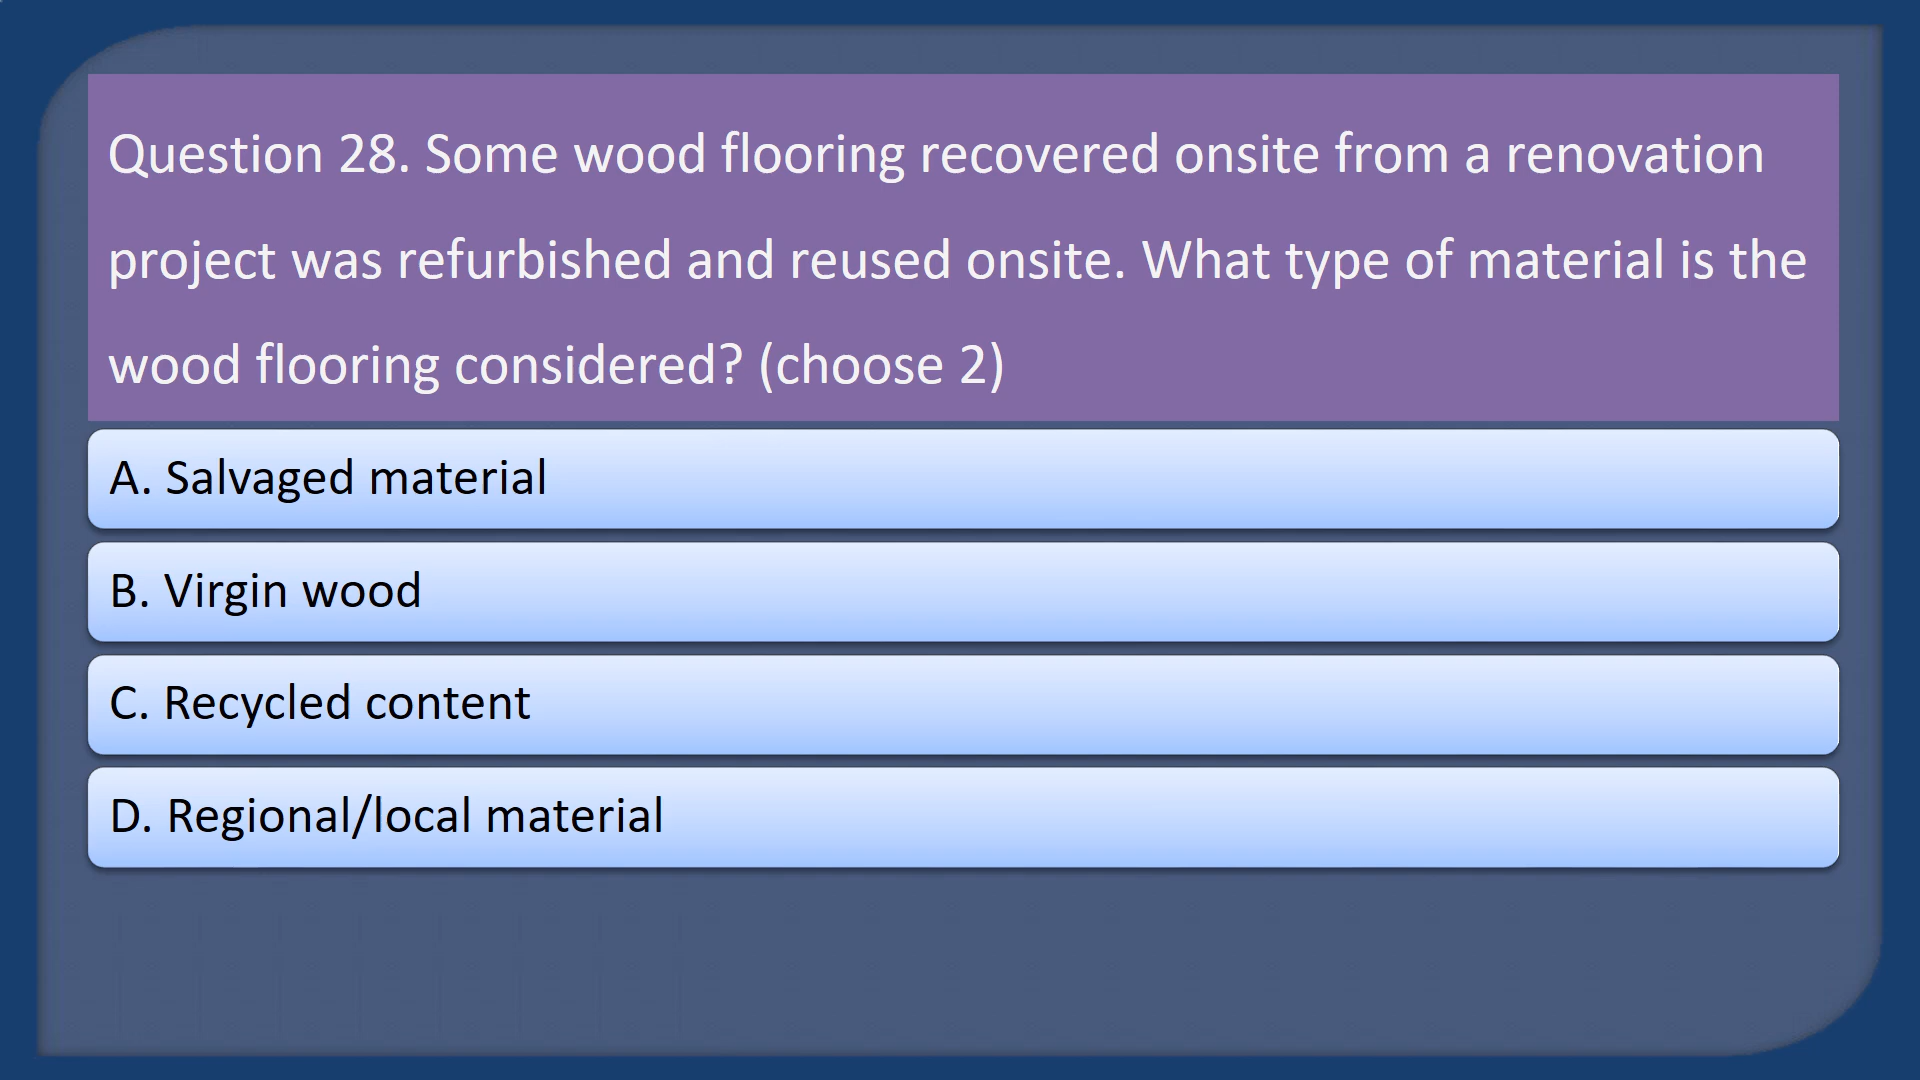 Question 28. Some wood flooring recovered onsite from a renovation
project was refurbished and reused onsite. What type of material is the
wood flooring considered? (choose 2)
A. Salvaged material
B. Virgin wood
C. Recycled content
D. Regional/local material